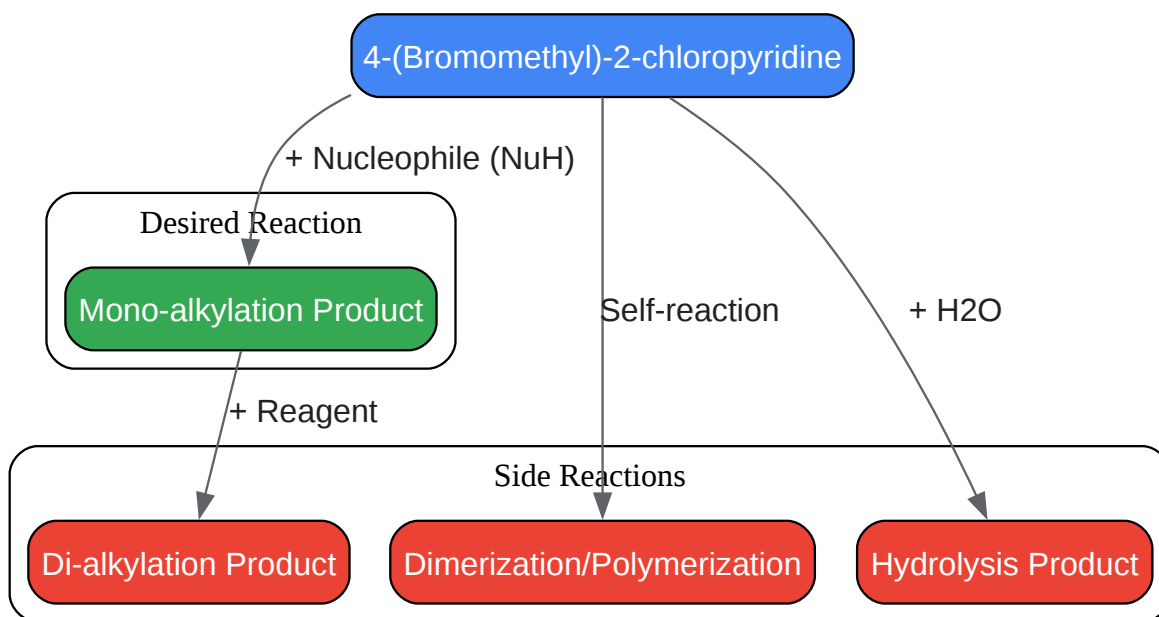 4-(Bromomethyl)-2-chloropyridine
+ Nucleophile (NuH)
Desired Reaction
Mono-alkylation Product
Self-reaction
+ H2O
+ Reagent
Side Reactions
Di-alkylation Product
Dimerization/Polymerization
Hydrolysis Product